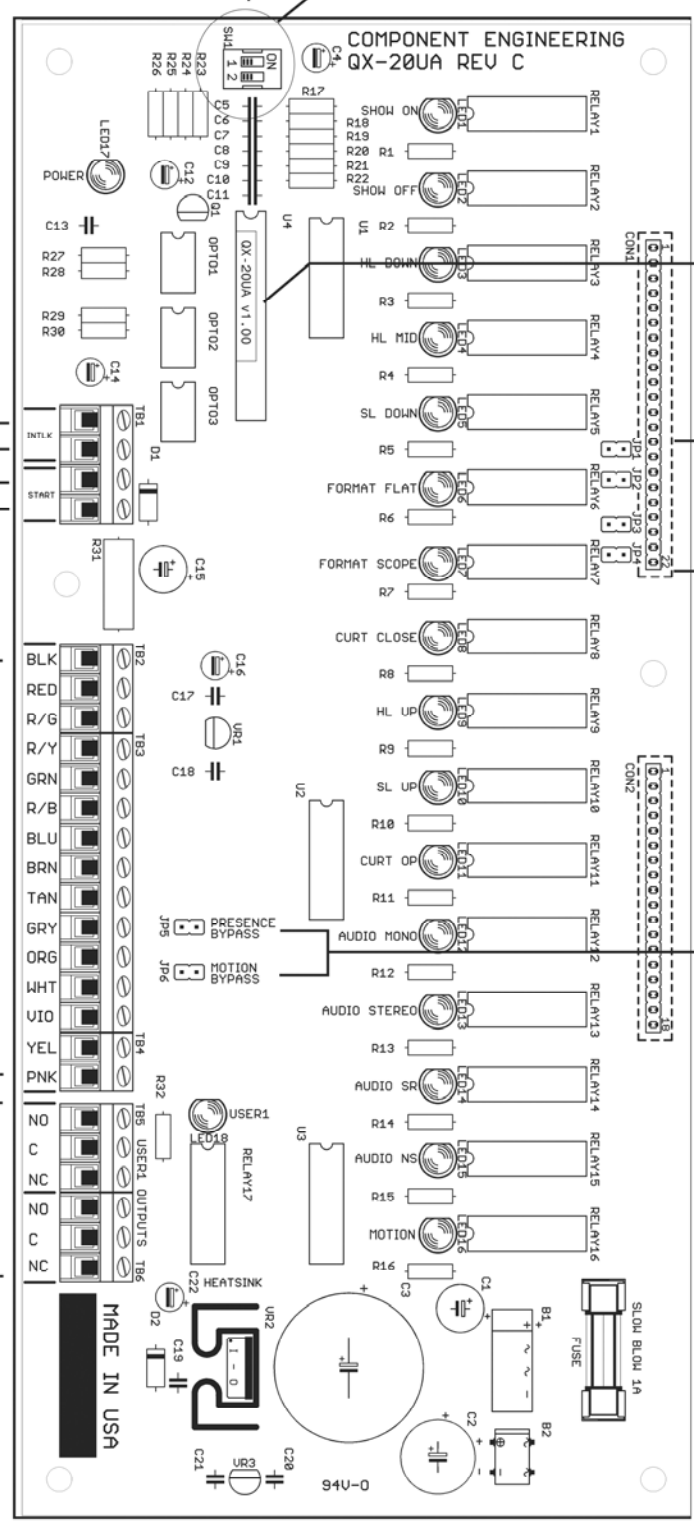 COMPONENT ENGINEERING
QX-20UA REV C
SW1
ON
1
2
C4
R26
R25
R24
R23
C5
C6
C7
C8
C9
C10
C11
R17
R18
R19
R20
R21
R22
LED17
POWER
C12
Q1
C13
R27
R28
R29
R30
C14
OPTO1
OPTO2
OPTO3
U4
QX-20UA v1.00
U1
SHOW ON
LED1
RELAY1
R1
SHOW OFF
LED2
RELAY2
R2
HL DOWN
LED3
RELAY3
R3
HL MID
LED4
RELAY4
R4
SL DOWN
LED5
RELAY5
R5
FORMAT FLAT
LED6
RELAY6
R6
FORMAT SCOPE
LED7
RELAY7
R7
CURT CLOSE
LED8
RELAY8
R8
HL UP
LED9
RELAY9
R9
SL UP
LED10
RELAY10
R10
CURT OP
LED11
RELAY11
R11
AUDIO MONO
LED12
RELAY12
R12
AUDIO STEREO
LED13
RELAY13
R13
AUDIO SR
LED14
RELAY14
R14
AUDIO NS
LED15
RELAY15
R15
MOTION
LED16
RELAY16
R16
CON1
1
22
JP1
JP2
JP3
JP4
CON2
1
18
INTLK
START
TB1
D1
R31
C15
BLK
RED
R/G
TB2
R/Y
GRN
R/B
BLU
BRN
TAN
GRY
ORG
WHT
VIO
TB3
YEL
PNK
TB4
NO
C
NC
TB5
USER1 OUTPUTS
NO
C
NC
TB6
C16
C17
VR1
C18
U2
JP5
PRESENCE
BYPASS
JP6
MOTION
BYPASS
R32
USER1
LED18
RELAY17
U3
C22
HEATSINK
VR2
I - O
D2
C19
C3
C1
B1
+
~
~
-
C2
B2
SLOW BLOW 1A
FUSE
MADE IN USA
C21
VR3
C20
94V-0